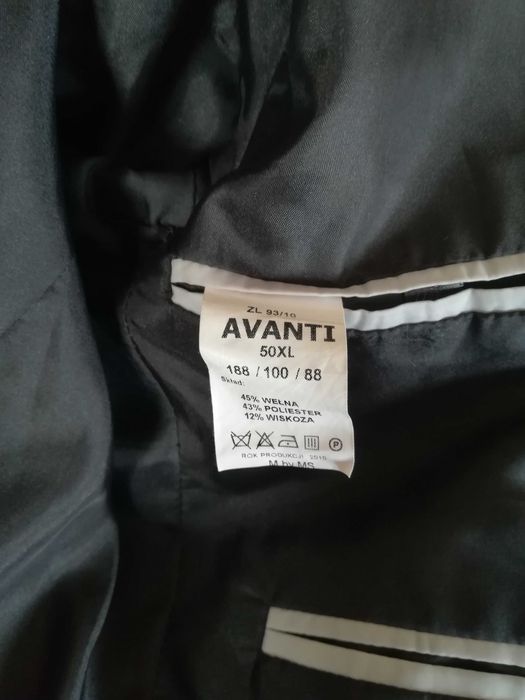 ZL 93/10
AVANTI
50XL
188 / 100 / 88
Skład:
45% WEŁNA
43% POLIESTER
12% WISKOZA
P
ROK PRODUKCJI 2010
M by MS